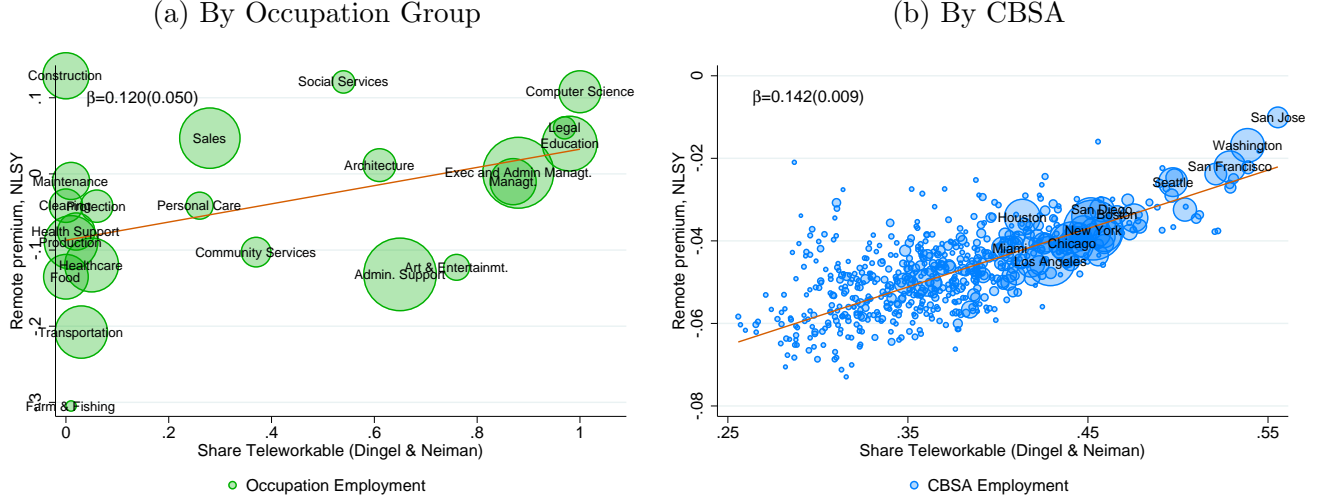 (a) By Occupation Group
(b) By CBSA
β=0.120(0.050)
Construction
Social Services
Computer Science
Sales
Legal
Education
Architecture
Exec and Admin Managt.
Managt.
Maintenance
Cleaning
Protection
Personal Care
Health Support
Production
Community Services
Healthcare
Food
Admin. Support
Art & Entertainmt.
Transportation
Farm & Fishing
Remote premium, NLSY
.1
0
-.1
-.2
-.3
0 .2 .4 .6 .8 1
Share Teleworkable (Dingel & Neiman)
Occupation Employment
β=0.142(0.009)
San Jose
Washington
San Francisco
Seattle
Houston
San Diego
Boston
New York
Miami
Chicago
Los Angeles
Remote premium, NLSY
0
-.02
-.04
-.06
-.08
.25 .35 .45 .55
Share Teleworkable (Dingel & Neiman)
CBSA Employment